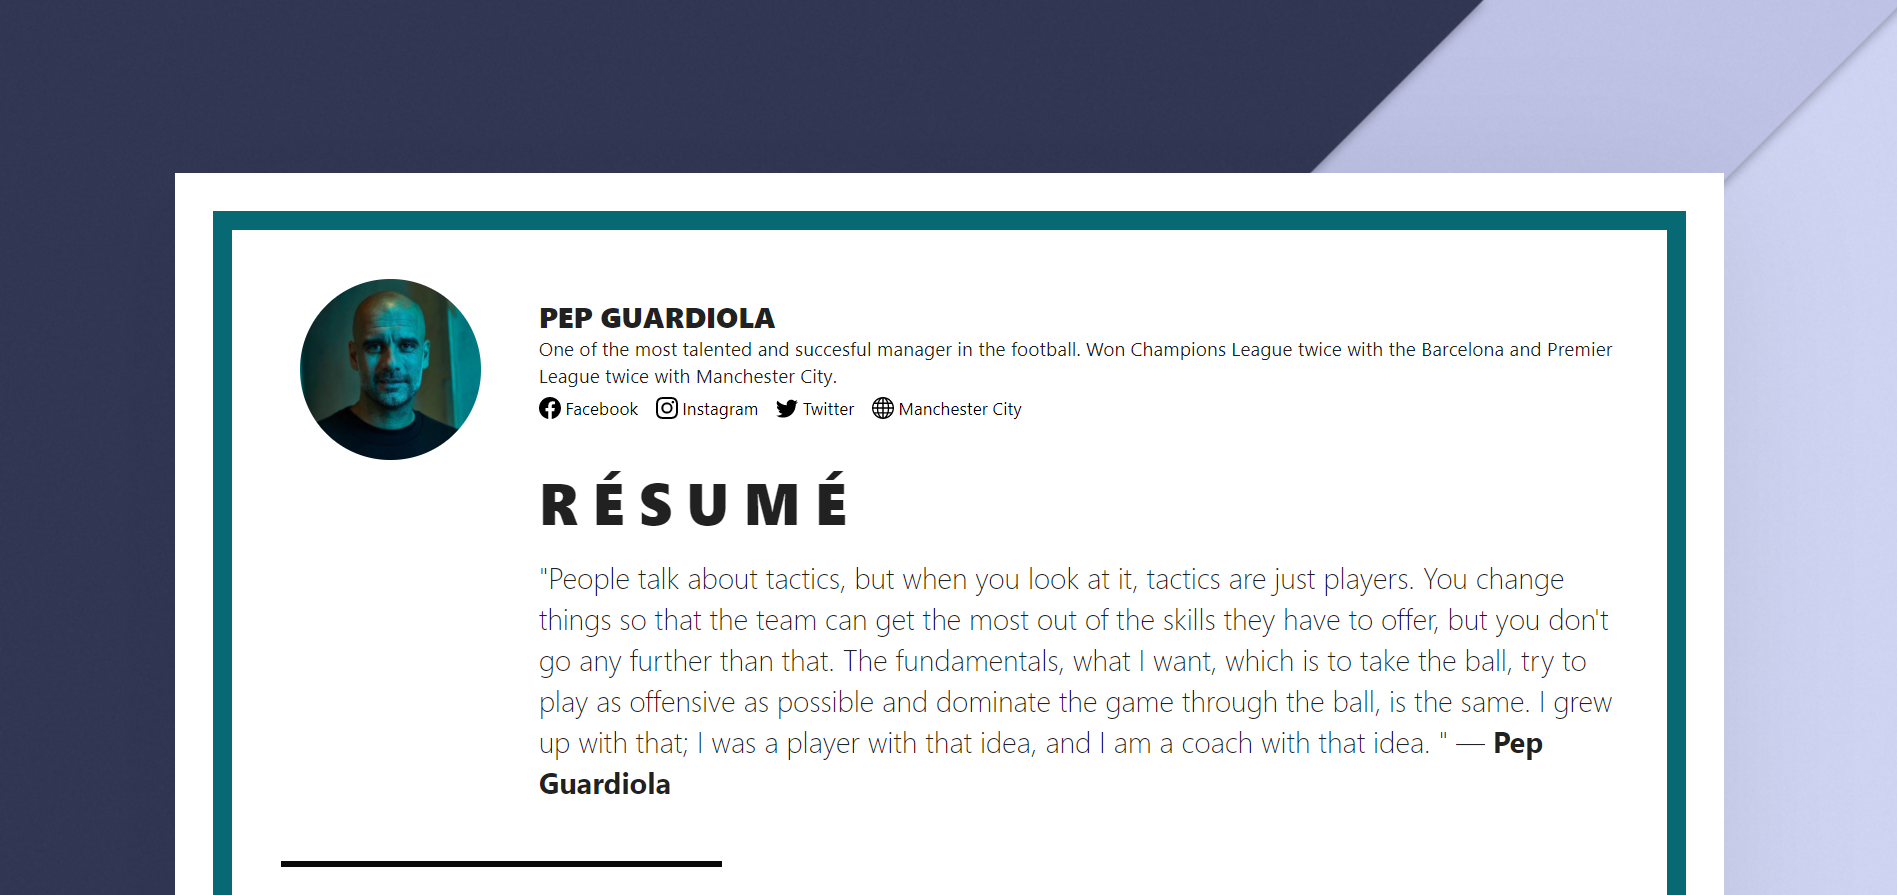 PEP GUARDIOLA
One of the most talented and succesful manager in the football. Won Champions League twice with the Barcelona and Premier
League twice with Manchester City.
Facebook Instagram Twitter Manchester City
RÉSUMÉ
"People talk about tactics, but when you look at it, tactics are just players. You change
things so that the team can get the most out of the skills they have to offer, but you don't
go any further than that. The fundamentals, what I want, which is to take the ball, try to
play as offensive as possible and dominate the game through the ball, is the same. I grew
up with that; I was a player with that idea, and I am a coach with that idea. " — Pep
Guardiola